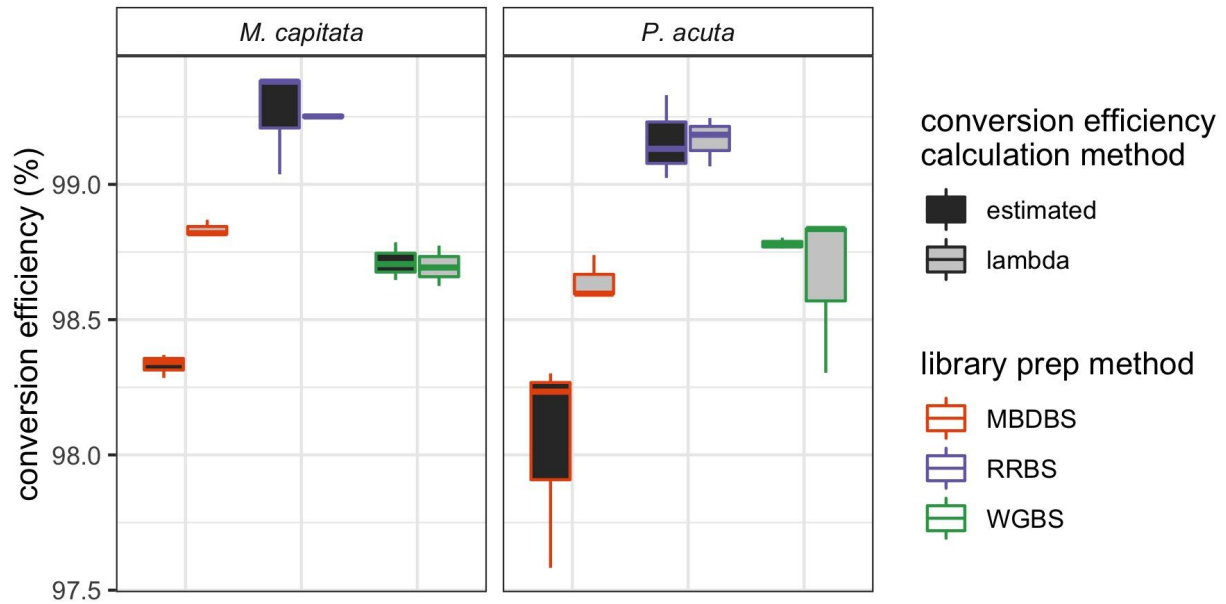 M. capitata
P. acuta
conversion efficiency (%)
99.0
98.5
98.0
97.5
conversion efficiency
calculation method
estimated
lambda
library prep method
MBDBS
RRBS
WGBS